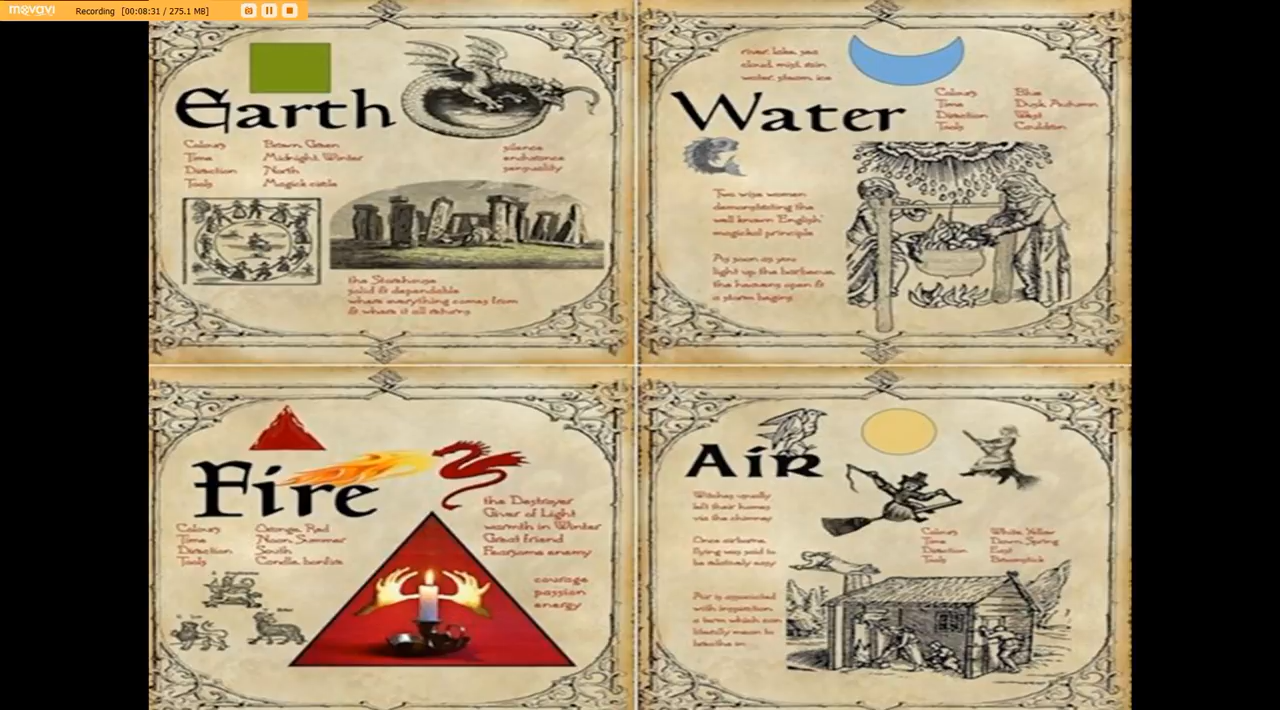 movavi
Recording [00:08:31 / 275.1 MB]
Earth
Colours Brown, Green
Time Midnight, Winter
Direction North
Tools Magick circle
silence
endurance
sensuality
the Storehouse
solid & dependable
where everything comes from
& where it all returns
river, lake, sea
cloud, mist, rain
water, steam, ice
Water
Colours Blue
Time Dusk, Autumn
Direction West
Tools Cauldron
Two wise women
demonstrating the
well known 'English'
magickal principle
As soon as you
light up the barbecue
the heavens open &
a storm begins
Fire
Colours Orange, Red
Time Noon, Summer
Direction South
Tools Candle, bonfire
the Destroyer
Giver of Light
warmth in Winter
Great friend
Fearsome enemy
courage
passion
energy
Air
Witches usually
left their homes
via the chimney
Once airborne
flying was said to
be relatively easy
Colours White, Yellow
Time Dawn, Spring
Direction East
Tools Broomstick
Air is associated
with inspiration
a term which can
literally mean to
breathe in